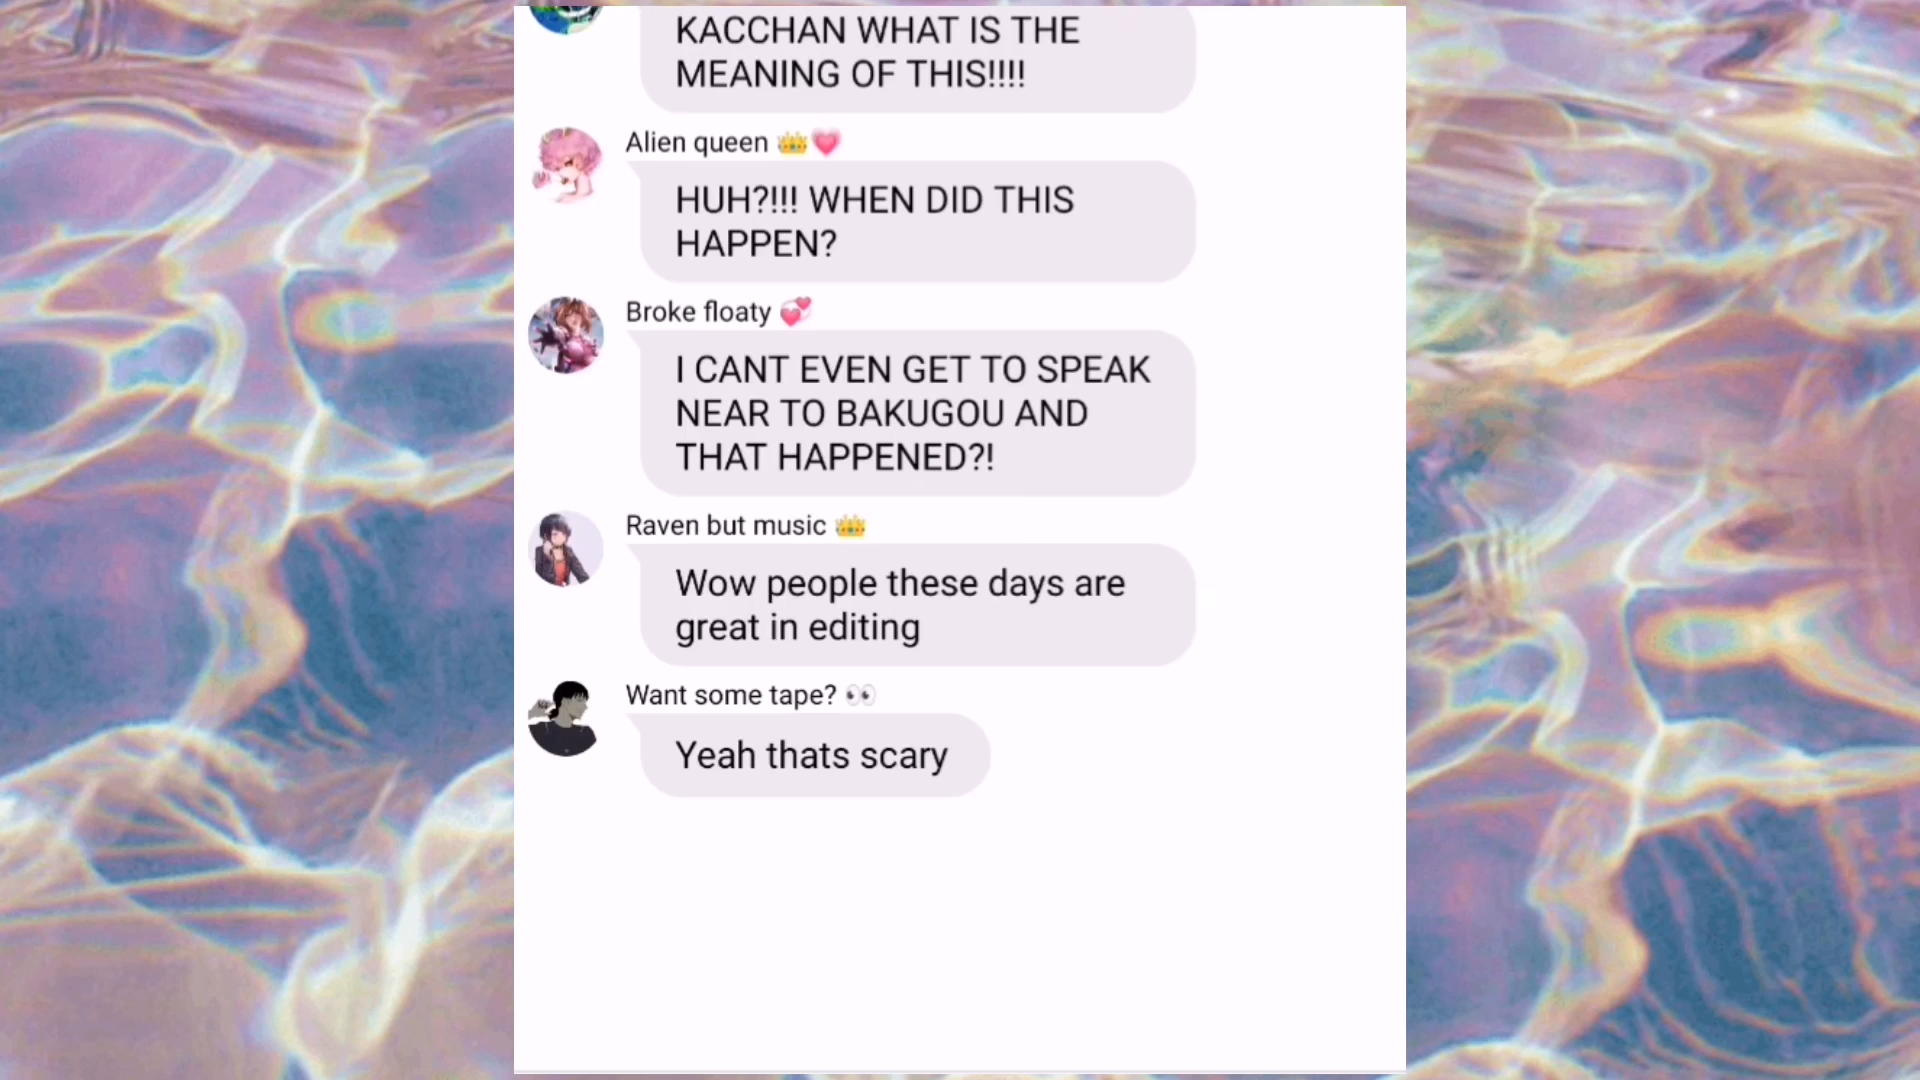 KACCHAN WHAT IS THE
MEANING OF THIS!!!!
Alien queen 👑💗
HUH?!!! WHEN DID THIS
HAPPEN?
Broke floaty 💞
I CANT EVEN GET TO SPEAK
NEAR TO BAKUGOU AND
THAT HAPPENED?!
Raven but music 👑
Wow people these days are
great in editing
Want some tape? 👀
Yeah thats scary